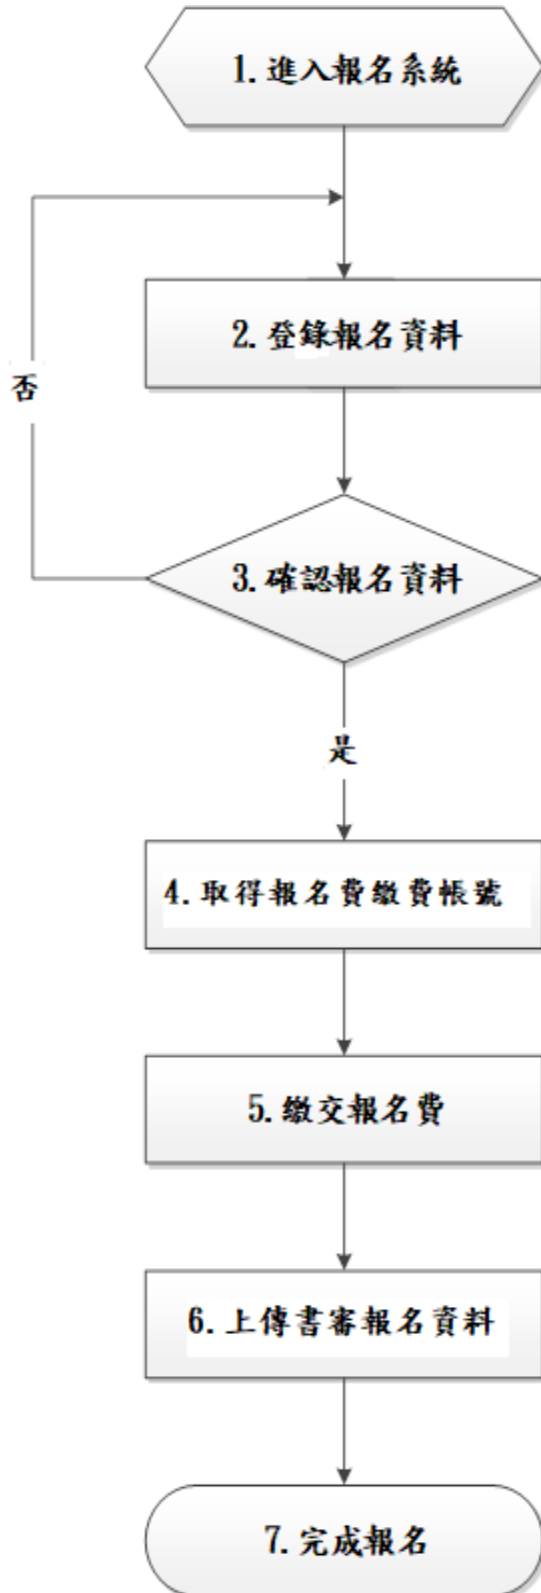 1. 進入報名系統
2. 登錄報名資料
否
3. 確認報名資料
是
4. 取得報名費繳費帳號
5. 繳交報名費
6. 上傳書審報名資料
7. 完成報名